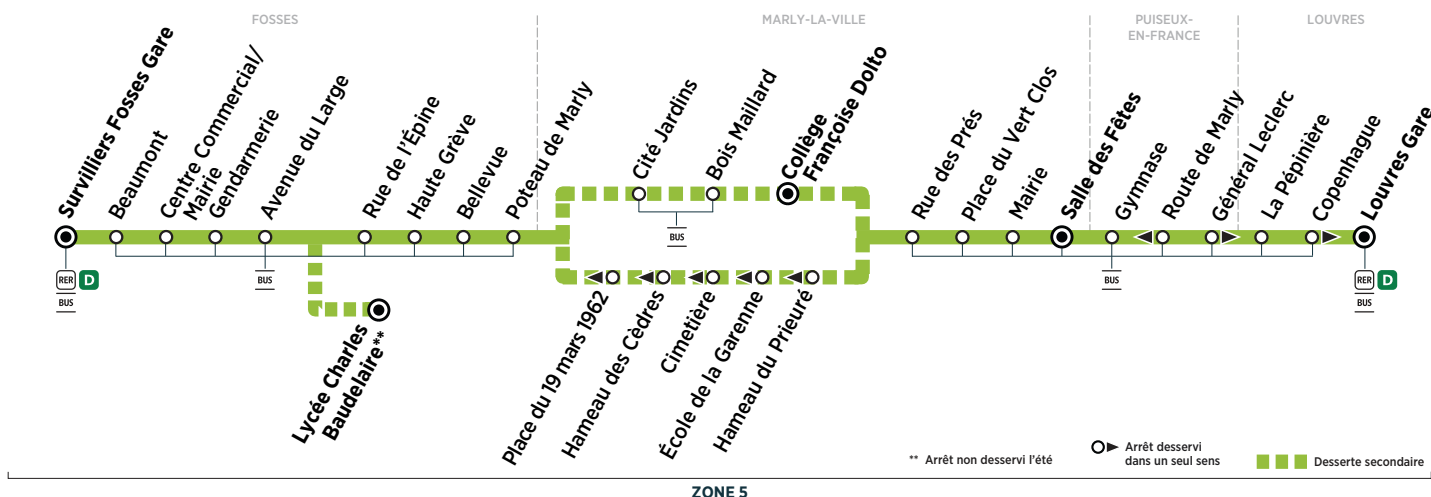 FOSSES
MARLY-LA-VILLE
PUISEUX-
EN-FRANCE
LOUVRES
Survilliers Fosses Gare
Beaumont
Centre Commercial/
Mairie
Gendarmerie
Avenue du Large
Rue de l'Épine
Haute Grève
Bellevue
Poteau de Marly
Cité Jardins
Bois Maillard
Collège
Françoise Dolto
Rue des Prés
Place du Vert Clos
Mairie
Salle des Fêtes
Gymnase
Route de Marly
Général Leclerc
La Pépinière
Copenhague
Louvres Gare
RER D
BUS
BUS
BUS
BUS
RER D
BUS
Lycée Charles
Baudelaire**
Place du 19 mars 1962
Hameau des Cèdres
Cimetière
École de la Garenne
Hameau du Prieuré
** Arrêt non desservi l'été
Arrêt desservi
dans un seul sens
Desserte secondaire
ZONE 5